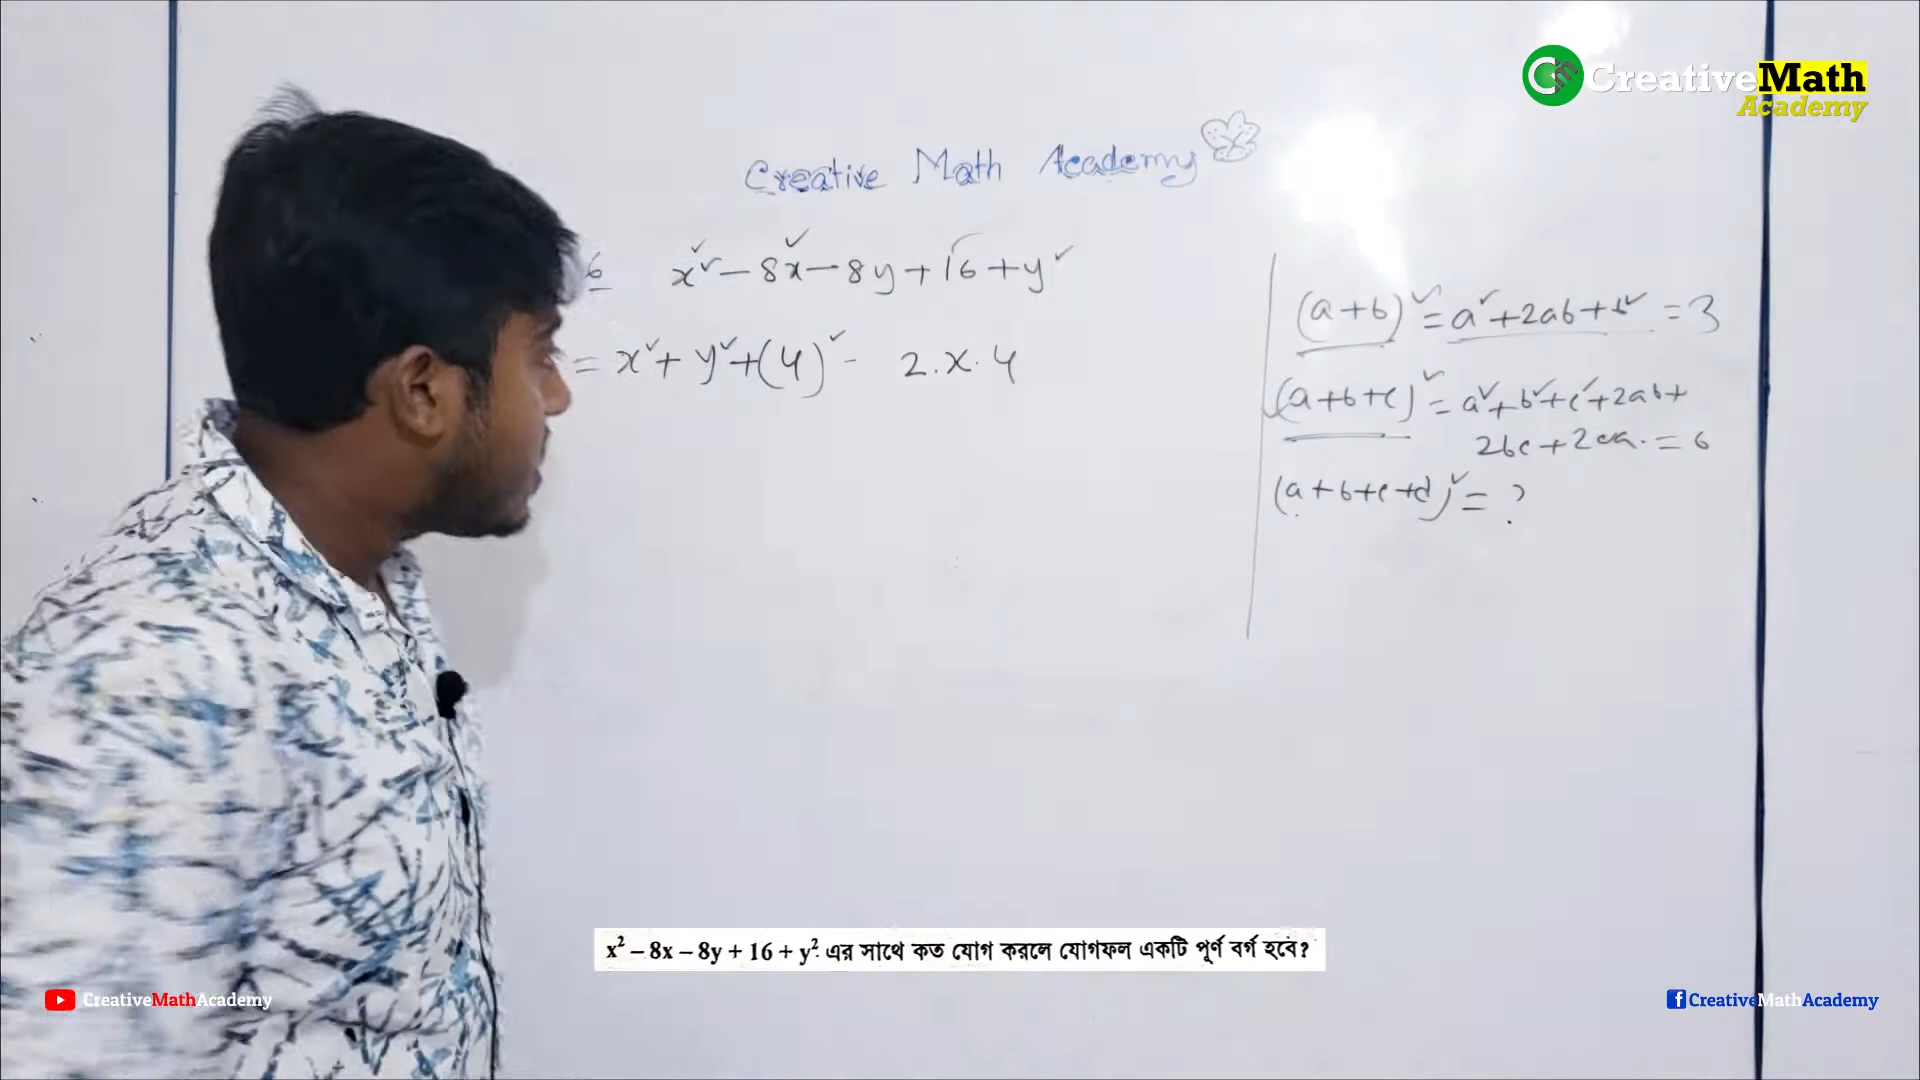 CreativeMath
Academy
Creative Math Academy
6 x² – 8x – 8y + 16 + y²
= x² + y² + (4)² – 2.x.4
(a+b)² = a² + 2ab + b² = 3
(a+b+c)² = a² + b² + c² + 2ab +
2bc + 2ca. = 6
(a+b+c+d)² = ?
x² – 8x – 8y + 16 + y² এর সাথে কত যোগ করলে যোগফল একটি পূর্ণ বর্গ হবে?
CreativeMathAcademy
CreativeMathAcademy